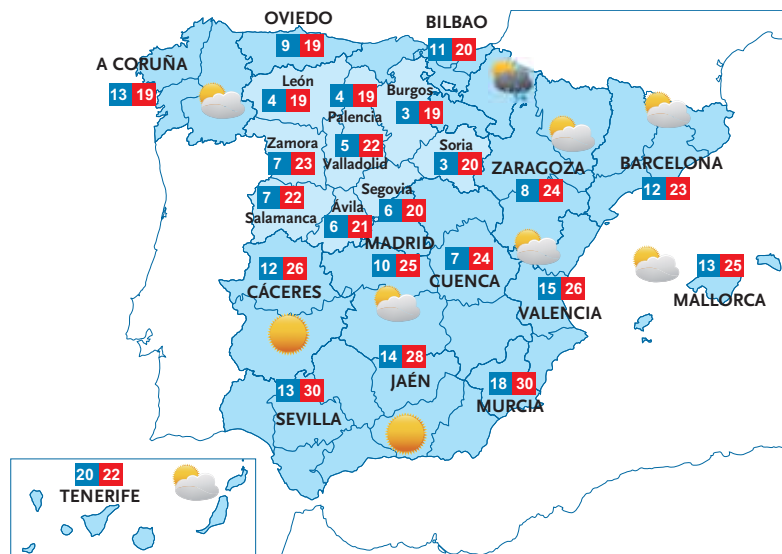 OVIEDO
9 19
BILBAO
11 20
A CORUÑA
13 19
León
4 19
4 19
Palencia
Burgos
3 19
Zamora
7 23
5 22
Valladolid
Soria
3 20
ZARAGOZA
8 24
BARCELONA
12 23
7 22
Salamanca
Ávila
6 21
Segovia
6 20
MADRID
10 25
7 24
CUENCA
12 26
CÁCERES
15 26
VALENCIA
13 25
MALLORCA
14 28
JAÉN
13 30
SEVILLA
18 30
MURCIA
20 22
TENERIFE